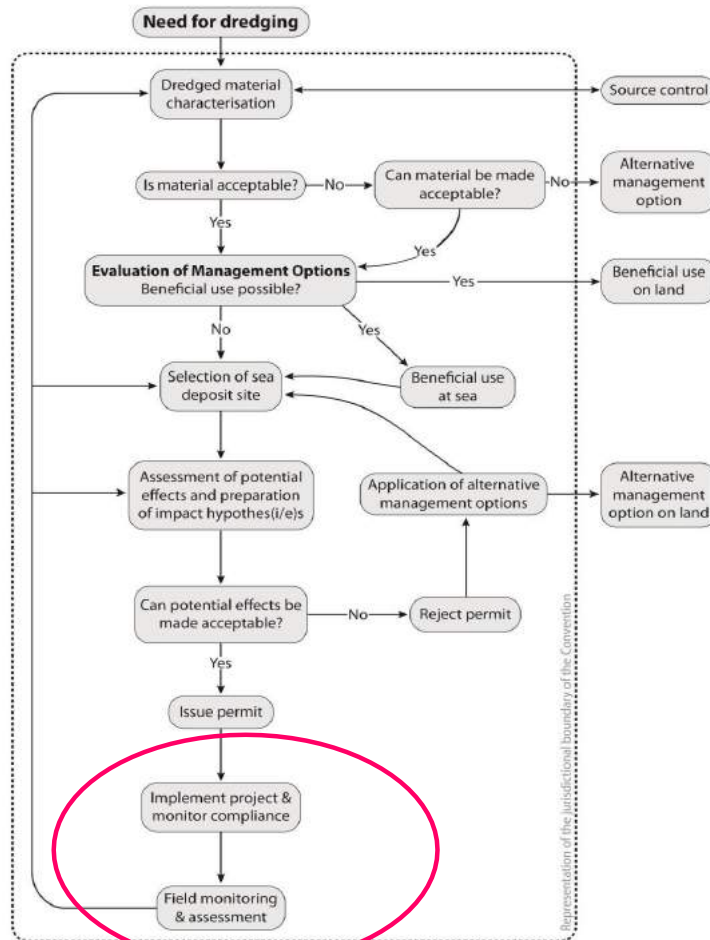 Need for dredging
Dredged material
characterisation
Source control
Is material acceptable?
No
Can material be made
acceptable?
No
Alternative
management
option
Yes
Yes
Evaluation of Management Options
Beneficial use possible?
Yes
Beneficial use
on land
No
Yes
Selection of sea
deposit site
Beneficial use
at sea
Assessment of potential
effects and preparation
of impact hypothes(i/e)s
Application of alternative
management options
Alternative
management
option on land
Can potential effects be
made acceptable?
No
Reject permit
Yes
Issue permit
Implement project &
monitor compliance
Field monitoring
& assessment
Representation of the jurisdictional boundary of the Convention